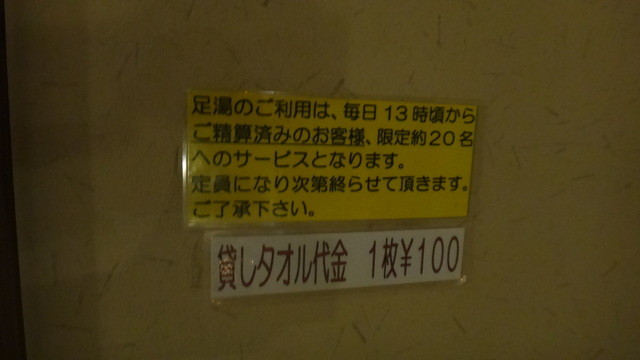 足湯のご利用は、毎日13時頃から
ご精算済みのお客様、限定約20名
へのサービスとなります。
定員になり次第終らせて頂きます。
ご了承下さい。
貸しタオル代金 1枚¥100